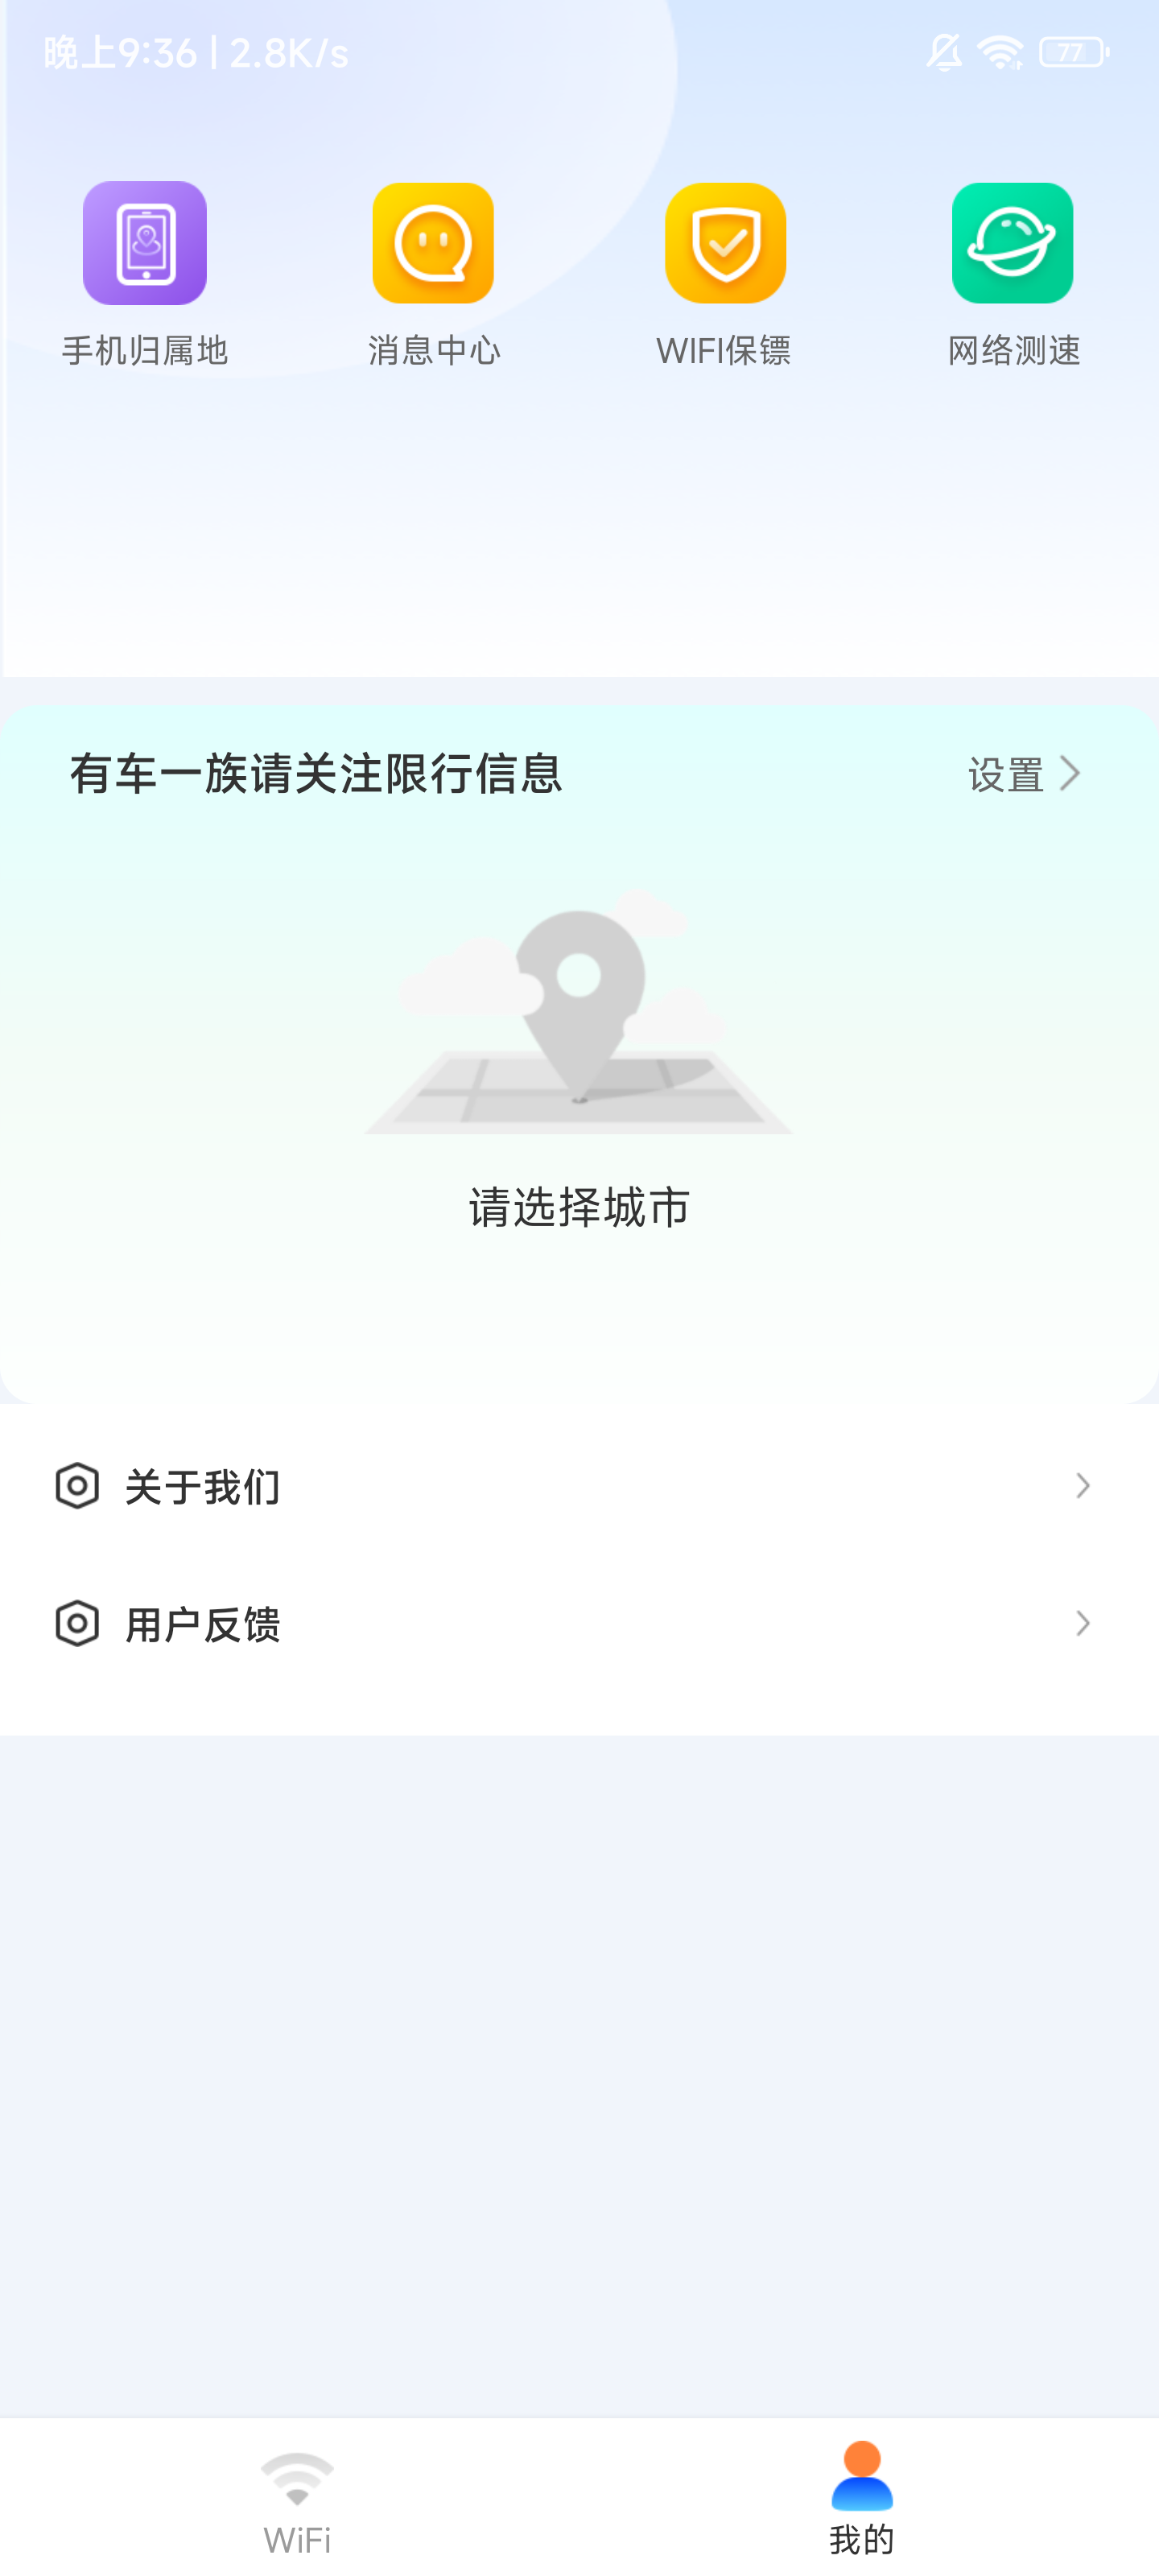 晚上9:36 | 2.8K/s
77
手机归属地
消息中心
WIFI保镖
网络测速
有车一族请关注限行信息
设置
请选择城市
关于我们
用户反馈
WiFi
我的